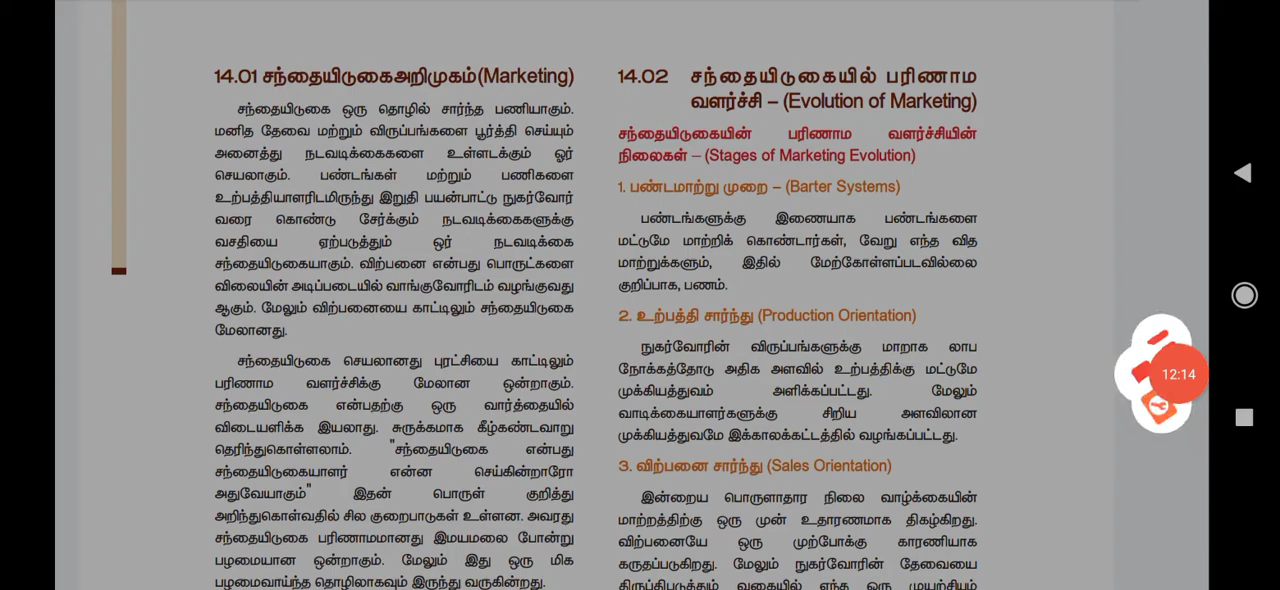 14.01 சந்தையிடுகைஅறிமுகம்(Marketing)
சந்தையிடுகை ஒரு தொழில் சார்ந்த பணியாகும்.
மனித தேவை மற்றும் விருப்பங்களை பூர்த்தி செய்யும்
அனைத்து நடவடிக்கைகளை உள்ளடக்கும் ஓர்
செயலாகும். பண்டங்கள் மற்றும் பணிகளை
உற்பத்தியாளரிடமிருந்து இறுதி பயன்பாட்டு நுகர்வோர்
வரை கொண்டு சேர்க்கும் நடவடிக்கைகளுக்கு
வசதியை ஏற்படுத்தும் ஓர் நடவடிக்கை
சந்தையிடுகையாகும். விற்பனை என்பது பொருட்களை
விலையின் அடிப்படையில் வாங்குவோரிடம் வழங்குவது
ஆகும். மேலும் விற்பனையை காட்டிலும் சந்தையிடுகை
மேலானது.
சந்தையிடுகை செயலானது புரட்சியை காட்டிலும்
பரிணாம வளர்ச்சிக்கு மேலான ஒன்றாகும்.
சந்தையிடுகை என்பதற்கு ஒரு வார்த்தையில்
விடையளிக்க இயலாது. சுருக்கமாக கீழ்கண்டவாறு
தெரிந்துகொள்ளலாம். "சந்தையிடுகை என்பது
சந்தையிடுகையாளர் என்ன செய்கின்றாரோ
அதுவேயாகும்" இதன் பொருள் குறித்து
அறிந்துகொள்வதில் சில குறைபாடுகள் உள்ளன. அவரது
சந்தையிடுகை பரிணாமமானது இமயமலை போன்று
பழமையான ஒன்றாகும். மேலும் இது ஒரு மிக
பழமைவாய்ந்த தொழிலாகவும் இருந்து வருகின்றது.
14.02 சந்தையிடுகையில் பரிணாம
வளர்ச்சி – (Evolution of Marketing)
சந்தையிடுகையின் பரிணாம வளர்ச்சியின்
நிலைகள் – (Stages of Marketing Evolution)
1. பண்டமாற்று முறை – (Barter Systems)
பண்டங்களுக்கு இணையாக பண்டங்களை
மட்டுமே மாற்றிக் கொண்டார்கள், வேறு எந்த வித
மாற்றுக்களும், இதில் மேற்கோள்ளப்படவில்லை
குறிப்பாக, பணம்.
2. உற்பத்தி சார்ந்து (Production Orientation)
நுகர்வோரின் விருப்பங்களுக்கு மாறாக லாப
நோக்கத்தோடு அதிக அளவில் உற்பத்திக்கு மட்டுமே
முக்கியத்துவம் அளிக்கப்பட்டது. மேலும்
வாடிக்கையாளர்களுக்கு சிறிய அளவிலான
முக்கியத்துவமே இக்காலக்கட்டத்தில் வழங்கப்பட்டது.
3. விற்பனை சார்ந்து (Sales Orientation)
இன்றைய பொருளாதார நிலை வாழ்க்கையின்
மாற்றத்திற்கு ஒரு முன் உதாரணமாக திகழ்கிறது.
விற்பனையே ஒரு முற்போக்கு காரணியாக
கருதப்படுகிறது. மேலும் நுகர்வோரின் தேவையை
திருப்திபடுத்தும் வகையில் எந்த ஒரு முயற்சியும்
12:14